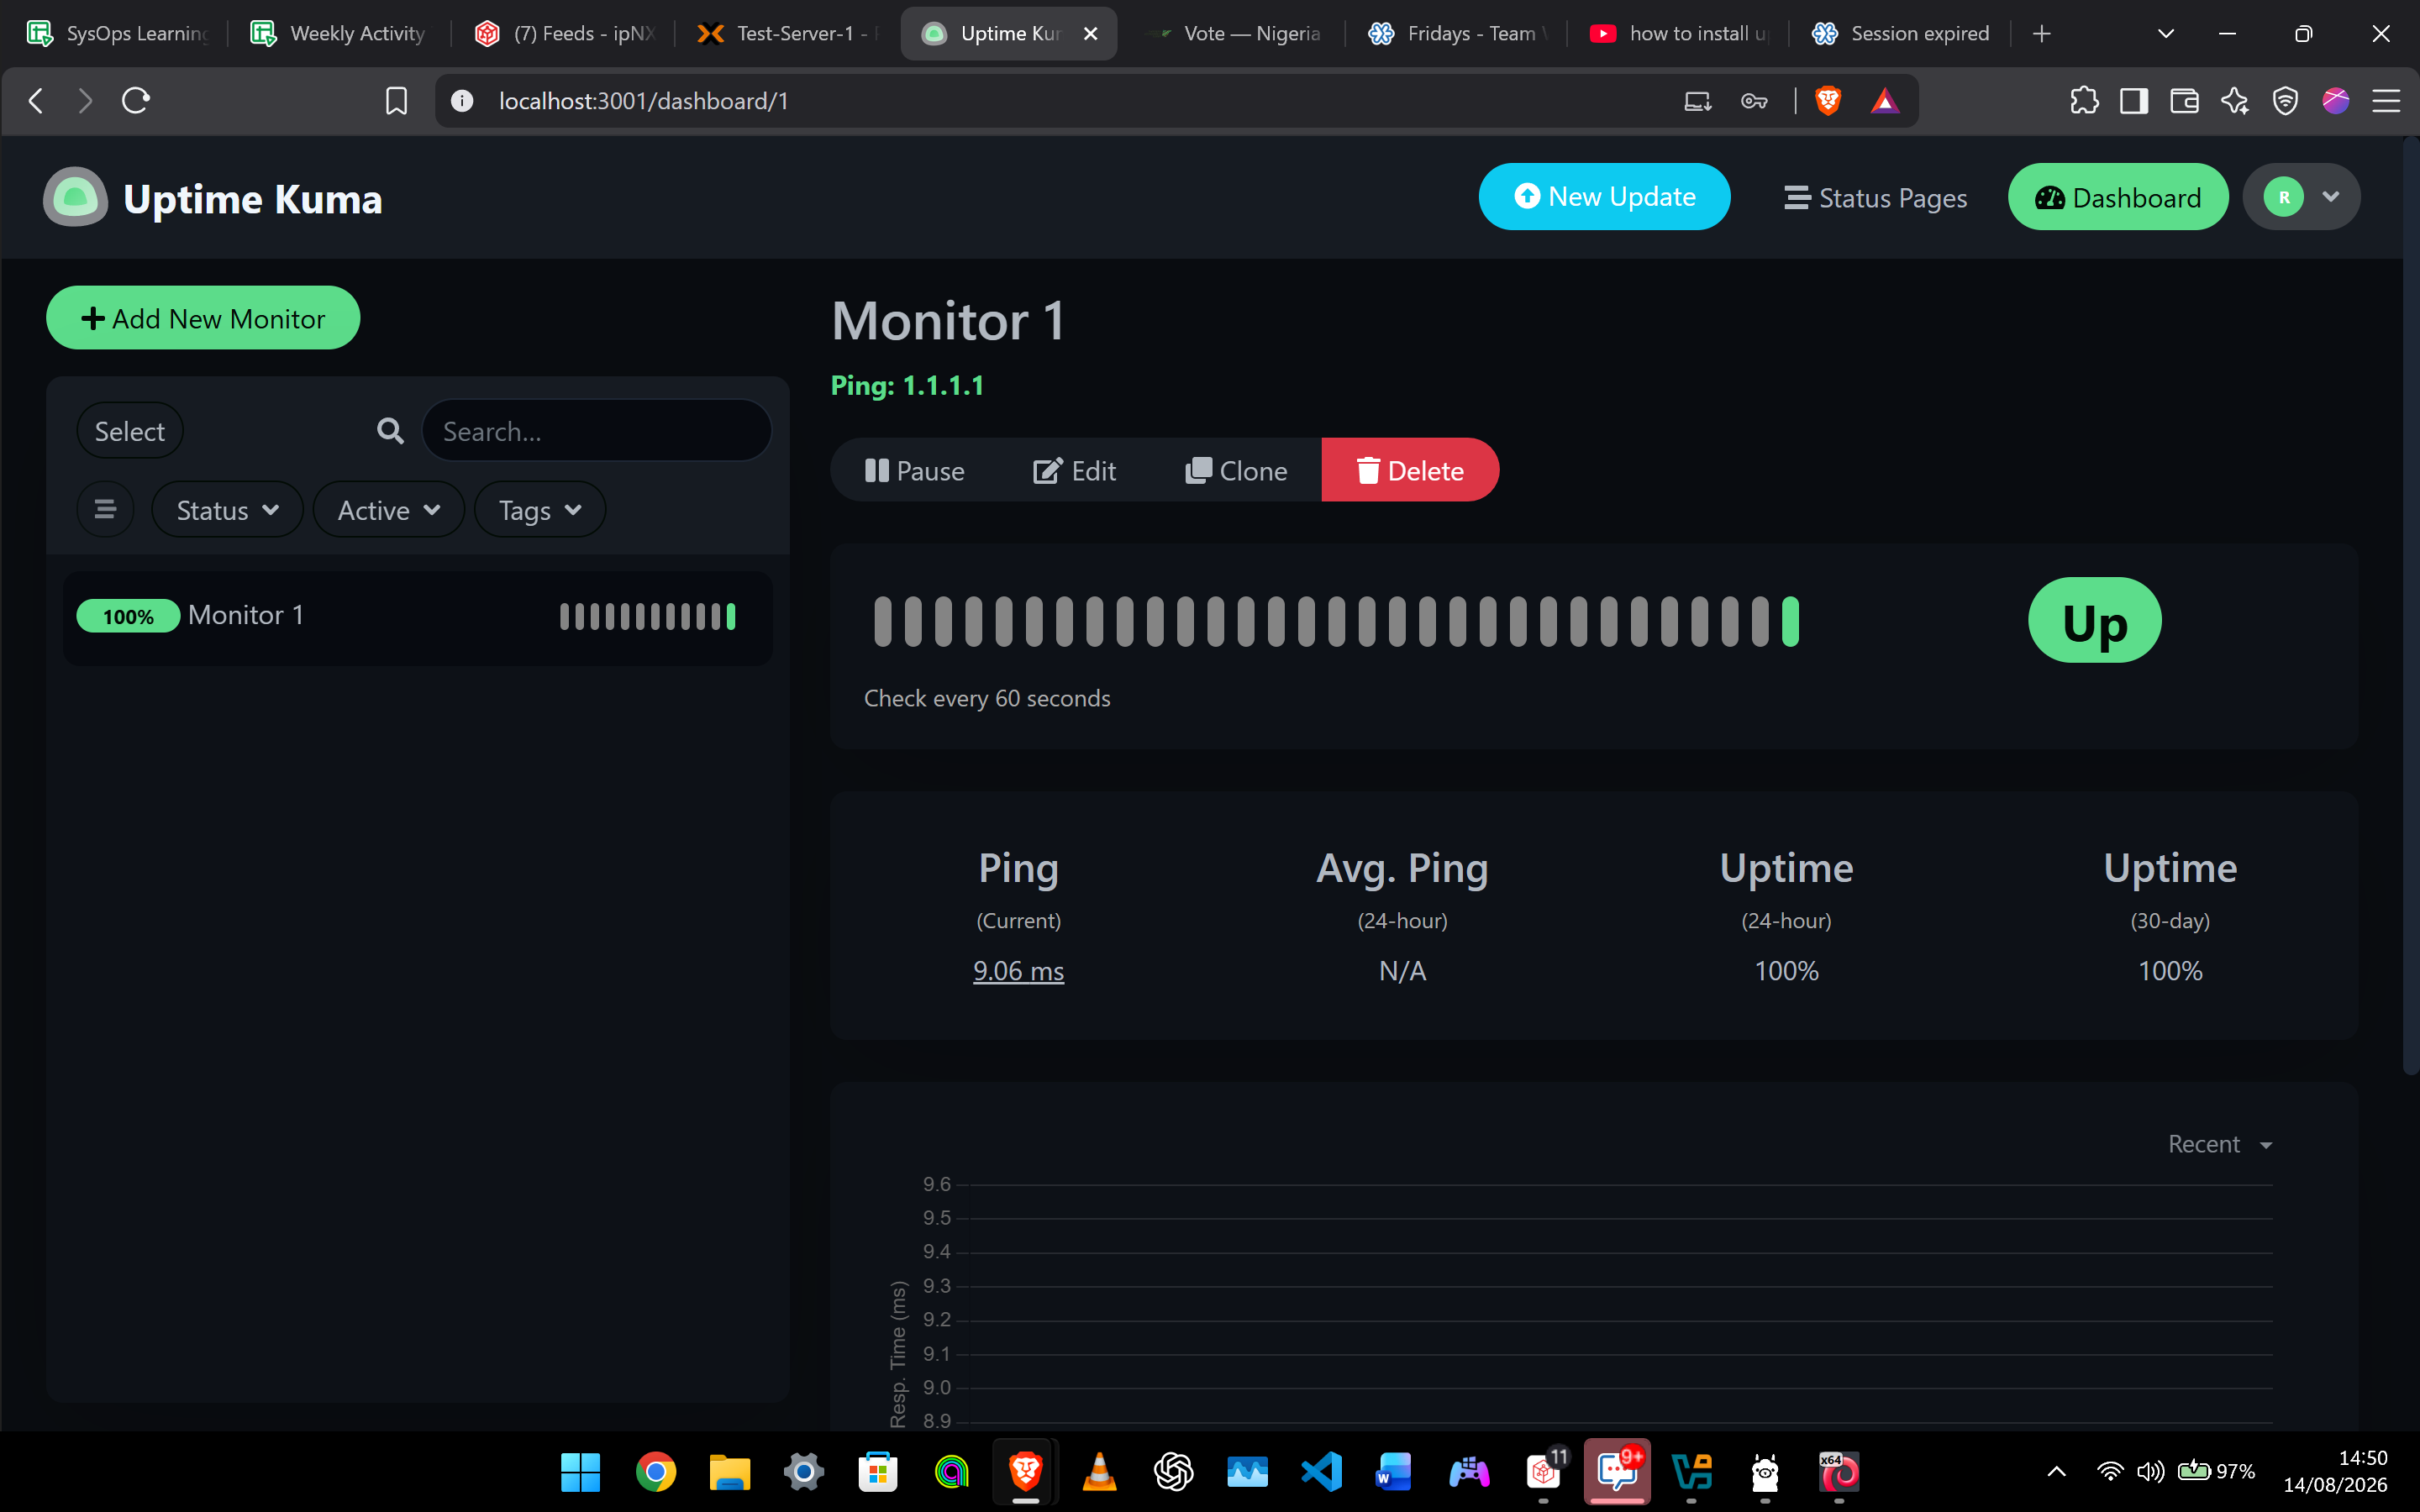 SysOps Learning
Weekly Activity
(7) Feeds - ipNX
Test-Server-1 -
Uptime Kum
Vote — Nigeria
Fridays - Team
how to install u
Session expired
localhost:3001/dashboard/1
Uptime Kuma
New Update
Status Pages
Dashboard
R
Add New Monitor
Select
Search...
Status
Active
Tags
100%
Monitor 1
Monitor 1
Ping: 1.1.1.1
Pause
Edit
Clone
Delete
Up
Check every 60 seconds
Ping
Avg. Ping
Uptime
Uptime
(Current)
(24-hour)
(24-hour)
(30-day)
9.06 ms
N/A
100%
100%
Recent
9.6
9.5
9.4
9.3
9.2
9.1
9.0
8.9
Resp. Time (ms)
W
11
9+
x64
97%
14:50
14/08/2026